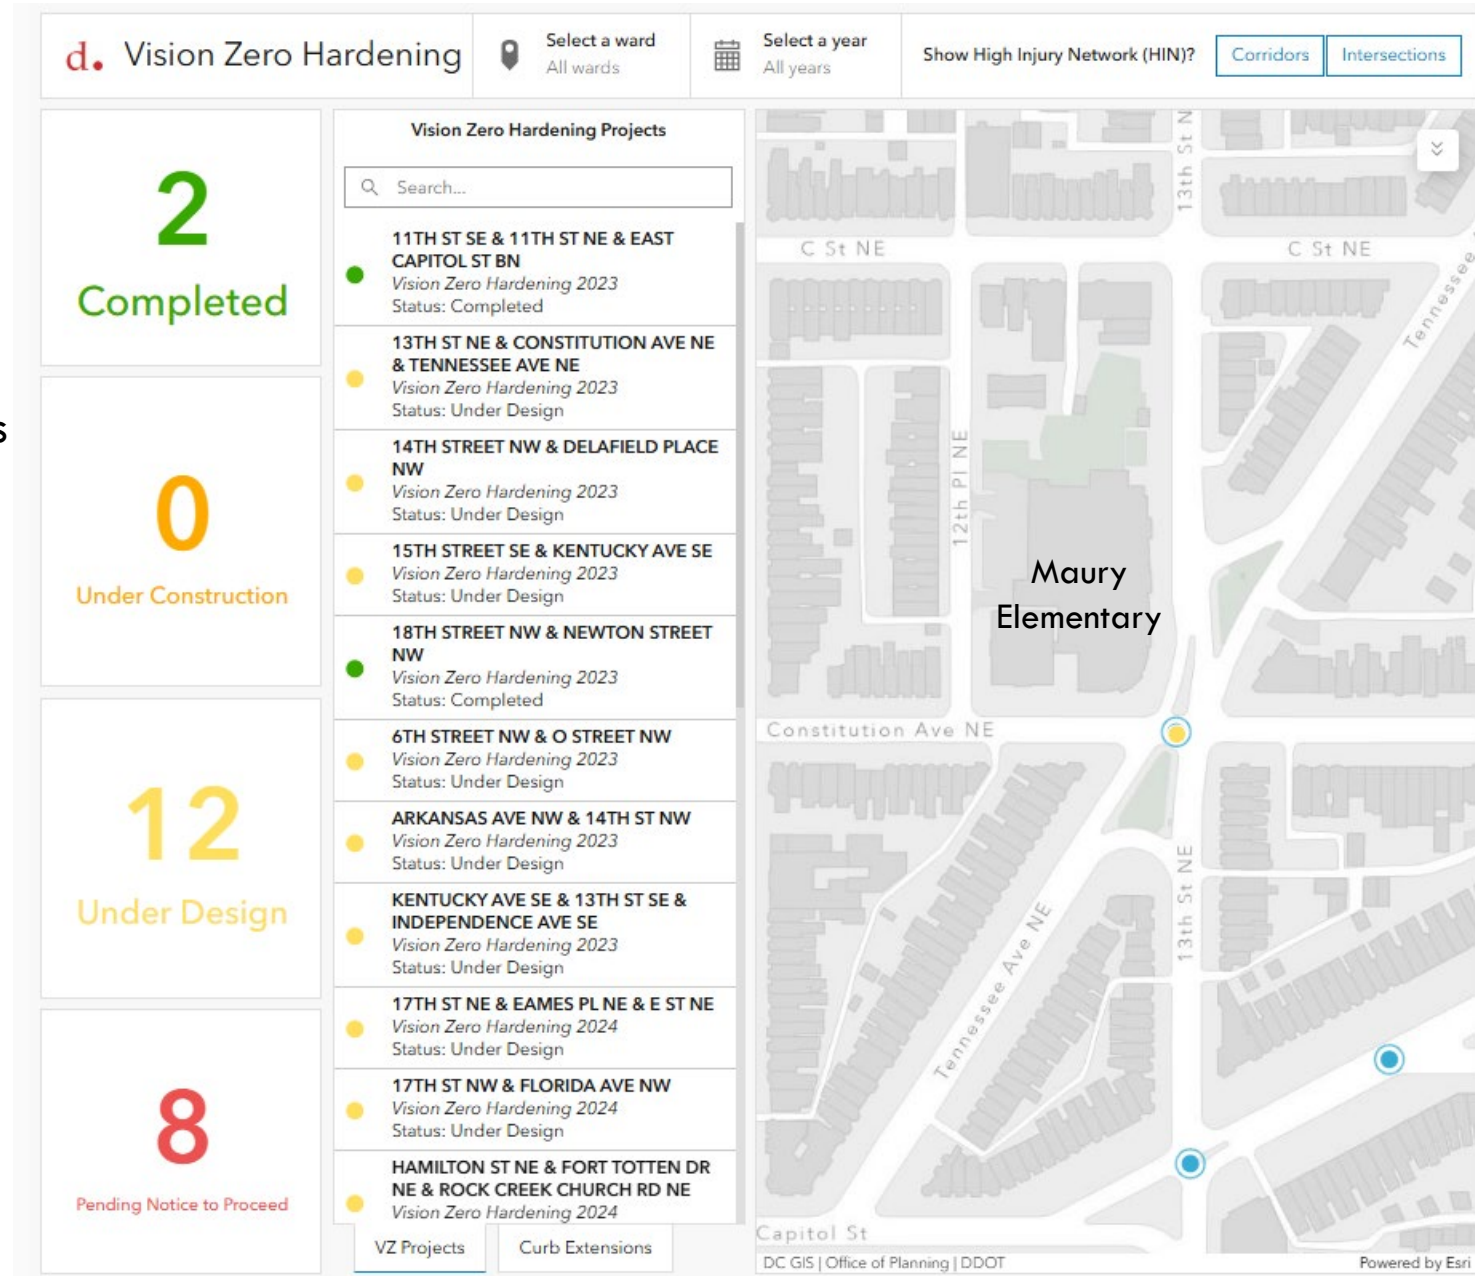 d. Vision Zero Hardening
Select a ward
All wards
Select a year
All years
Show High Injury Network (HIN)?
Corridors
Intersections
s
2
Completed
0
Under Construction
12
Under Design
8
Pending Notice to Proceed
Vision Zero Hardening Projects
Search...
11TH ST SE & 11TH ST NE & EAST
CAPITOL ST BN
Vision Zero Hardening 2023
Status: Completed
13TH ST NE & CONSTITUTION AVE NE
& TENNESSEE AVE NE
Vision Zero Hardening 2023
Status: Under Design
14TH STREET NW & DELAFIELD PLACE
NW
Vision Zero Hardening 2023
Status: Under Design
15TH STREET SE & KENTUCKY AVE SE
Vision Zero Hardening 2023
Status: Under Design
18TH STREET NW & NEWTON STREET
NW
Vision Zero Hardening 2023
Status: Completed
6TH STREET NW & O STREET NW
Vision Zero Hardening 2023
Status: Under Design
ARKANSAS AVE NW & 14TH ST NW
Vision Zero Hardening 2023
Status: Under Design
KENTUCKY AVE SE & 13TH ST SE &
INDEPENDENCE AVE SE
Vision Zero Hardening 2023
Status: Under Design
17TH ST NE & EAMES PL NE & E ST NE
Vision Zero Hardening 2024
Status: Under Design
17TH ST NW & FLORIDA AVE NW
Vision Zero Hardening 2024
Status: Under Design
HAMILTON ST NE & FORT TOTTEN DR
NE & ROCK CREEK CHURCH RD NE
Vision Zero Hardening 2024
VZ Projects
Curb Extensions
13th St N
C St NE
C St NE
Tennessee
12th Pl NE
Maury
Elementary
Constitution Ave NE
13th St NE
Tennessee Ave NE
Capitol St
DC GIS | Office of Planning | DDOT
Powered by Esri